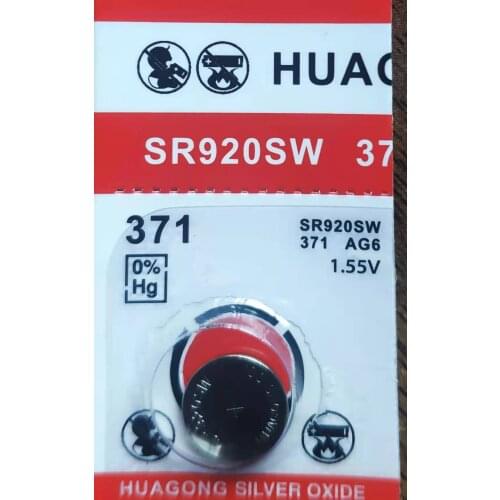 HUAG
SR920SW 37
371
SR920SW
371 AG6
1.55V
0%
Hg
HUAGONG SILVER OXIDE